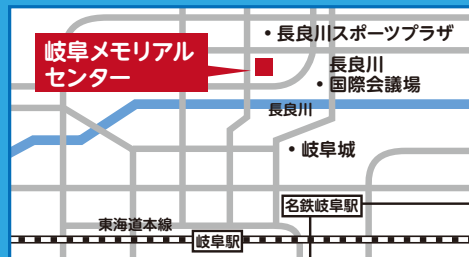 ・長良川スポーツプラザ
岐阜メモリアル
センター
長良川
・国際会議場
長良川
・岐阜城
名鉄岐阜駅
東海道本線
岐阜駅